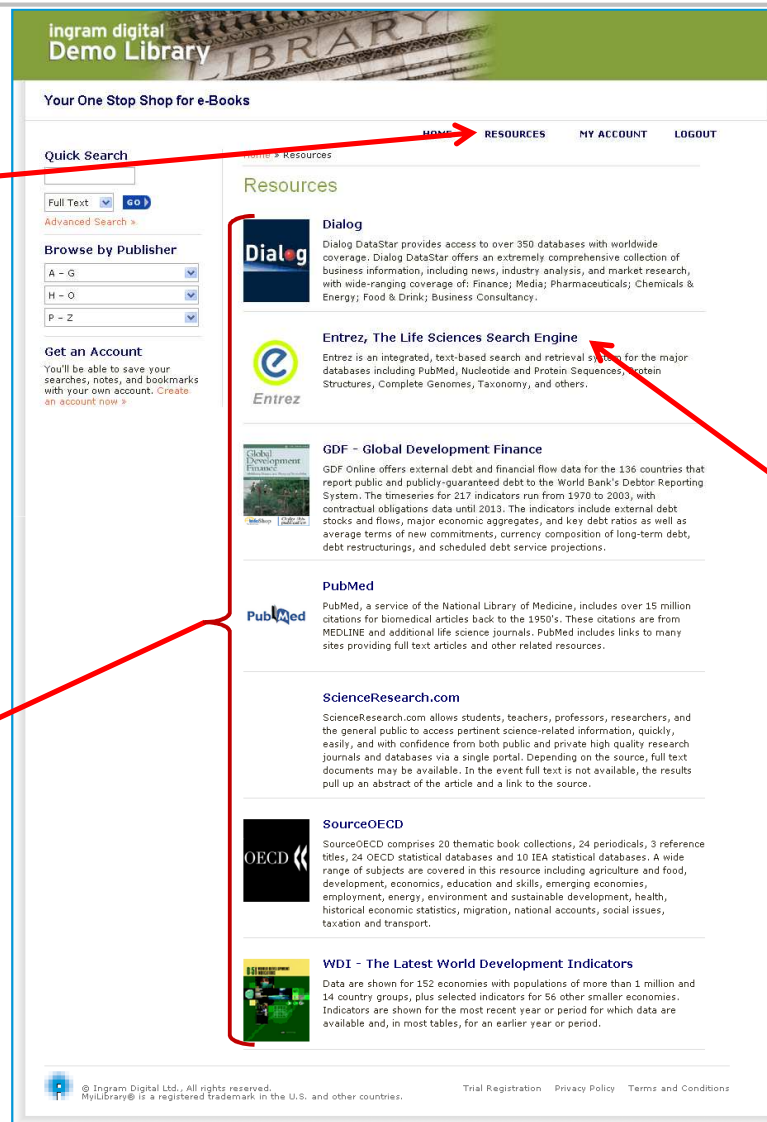 ingram digital
Demo Library
LIBRARY
Your One Stop Shop for e-Books
HOME RESOURCES MY ACCOUNT LOGOUT
Quick Search
Full Text GO
Advanced Search »
Browse by Publisher
A - G
H - O
P - Z
Get an Account
You'll be able to save your
searches, notes, and bookmarks
with your own account. Create
an account now »
Home » Resources
Resources
Dialog
Dialog
Dialog DataStar provides access to over 350 databases with worldwide
coverage. Dialog DataStar offers an extremely comprehensive collection of
business information, including news, industry analysis, and market research,
with wide-ranging coverage of: Finance; Media; Pharmaceuticals; Chemicals &
Energy; Food & Drink; Business Consultancy.
Entrez
Entrez, The Life Sciences Search Engine
Entrez is an integrated, text-based search and retrieval system for the major
databases including PubMed, Nucleotide and Protein Sequences, Protein
Structures, Complete Genomes, Taxonomy, and others.
Global
Development
Finance
GDF - Global Development Finance
GDF Online offers external debt and financial flow data for the 136 countries that
report public and publicly-guaranteed debt to the World Bank's Debtor Reporting
System. The timeseries for 217 indicators run from 1970 to 2003, with
contractual obligations data until 2013. The indicators include external debt
stocks and flows, major economic aggregates, and key debt ratios as well as
average terms of new commitments, currency composition of long-term debt,
debt restructurings, and scheduled debt service projections.
PubMed
PubMed
PubMed, a service of the National Library of Medicine, includes over 15 million
citations for biomedical articles back to the 1950's. These citations are from
MEDLINE and additional life science journals. PubMed includes links to many
sites providing full text articles and other related resources.
ScienceResearch.com
ScienceResearch.com allows students, teachers, professors, researchers, and
the general public to access pertinent science-related information, quickly,
easily, and with confidence from both public and private high quality research
journals and databases via a single portal. Depending on the source, full text
documents may be available. In the event full text is not available, the results
pull up an abstract of the article and a link to the source.
OECD
SourceOECD
SourceOECD comprises 20 thematic book collections, 24 periodicals, 3 reference
titles, 24 OECD statistical databases and 10 IEA statistical databases. A wide
range of subjects are covered in this resource including agriculture and food,
development, economics, education and skills, emerging economies,
employment, energy, environment and sustainable development, health,
historical economic statistics, migration, national accounts, social issues,
taxation and transport.
WDI - The Latest World Development Indicators
Data are shown for 152 economies with populations of more than 1 million and
14 country groups, plus selected indicators for 56 other smaller economies.
Indicators are shown for the most recent year or period for which data are
available and, in most tables, for an earlier year or period.
© Ingram Digital Ltd., All rights reserved.
MyiLibrary® is a registered trademark in the U.S. and other countries.
Trial Registration Privacy Policy Terms and Conditions